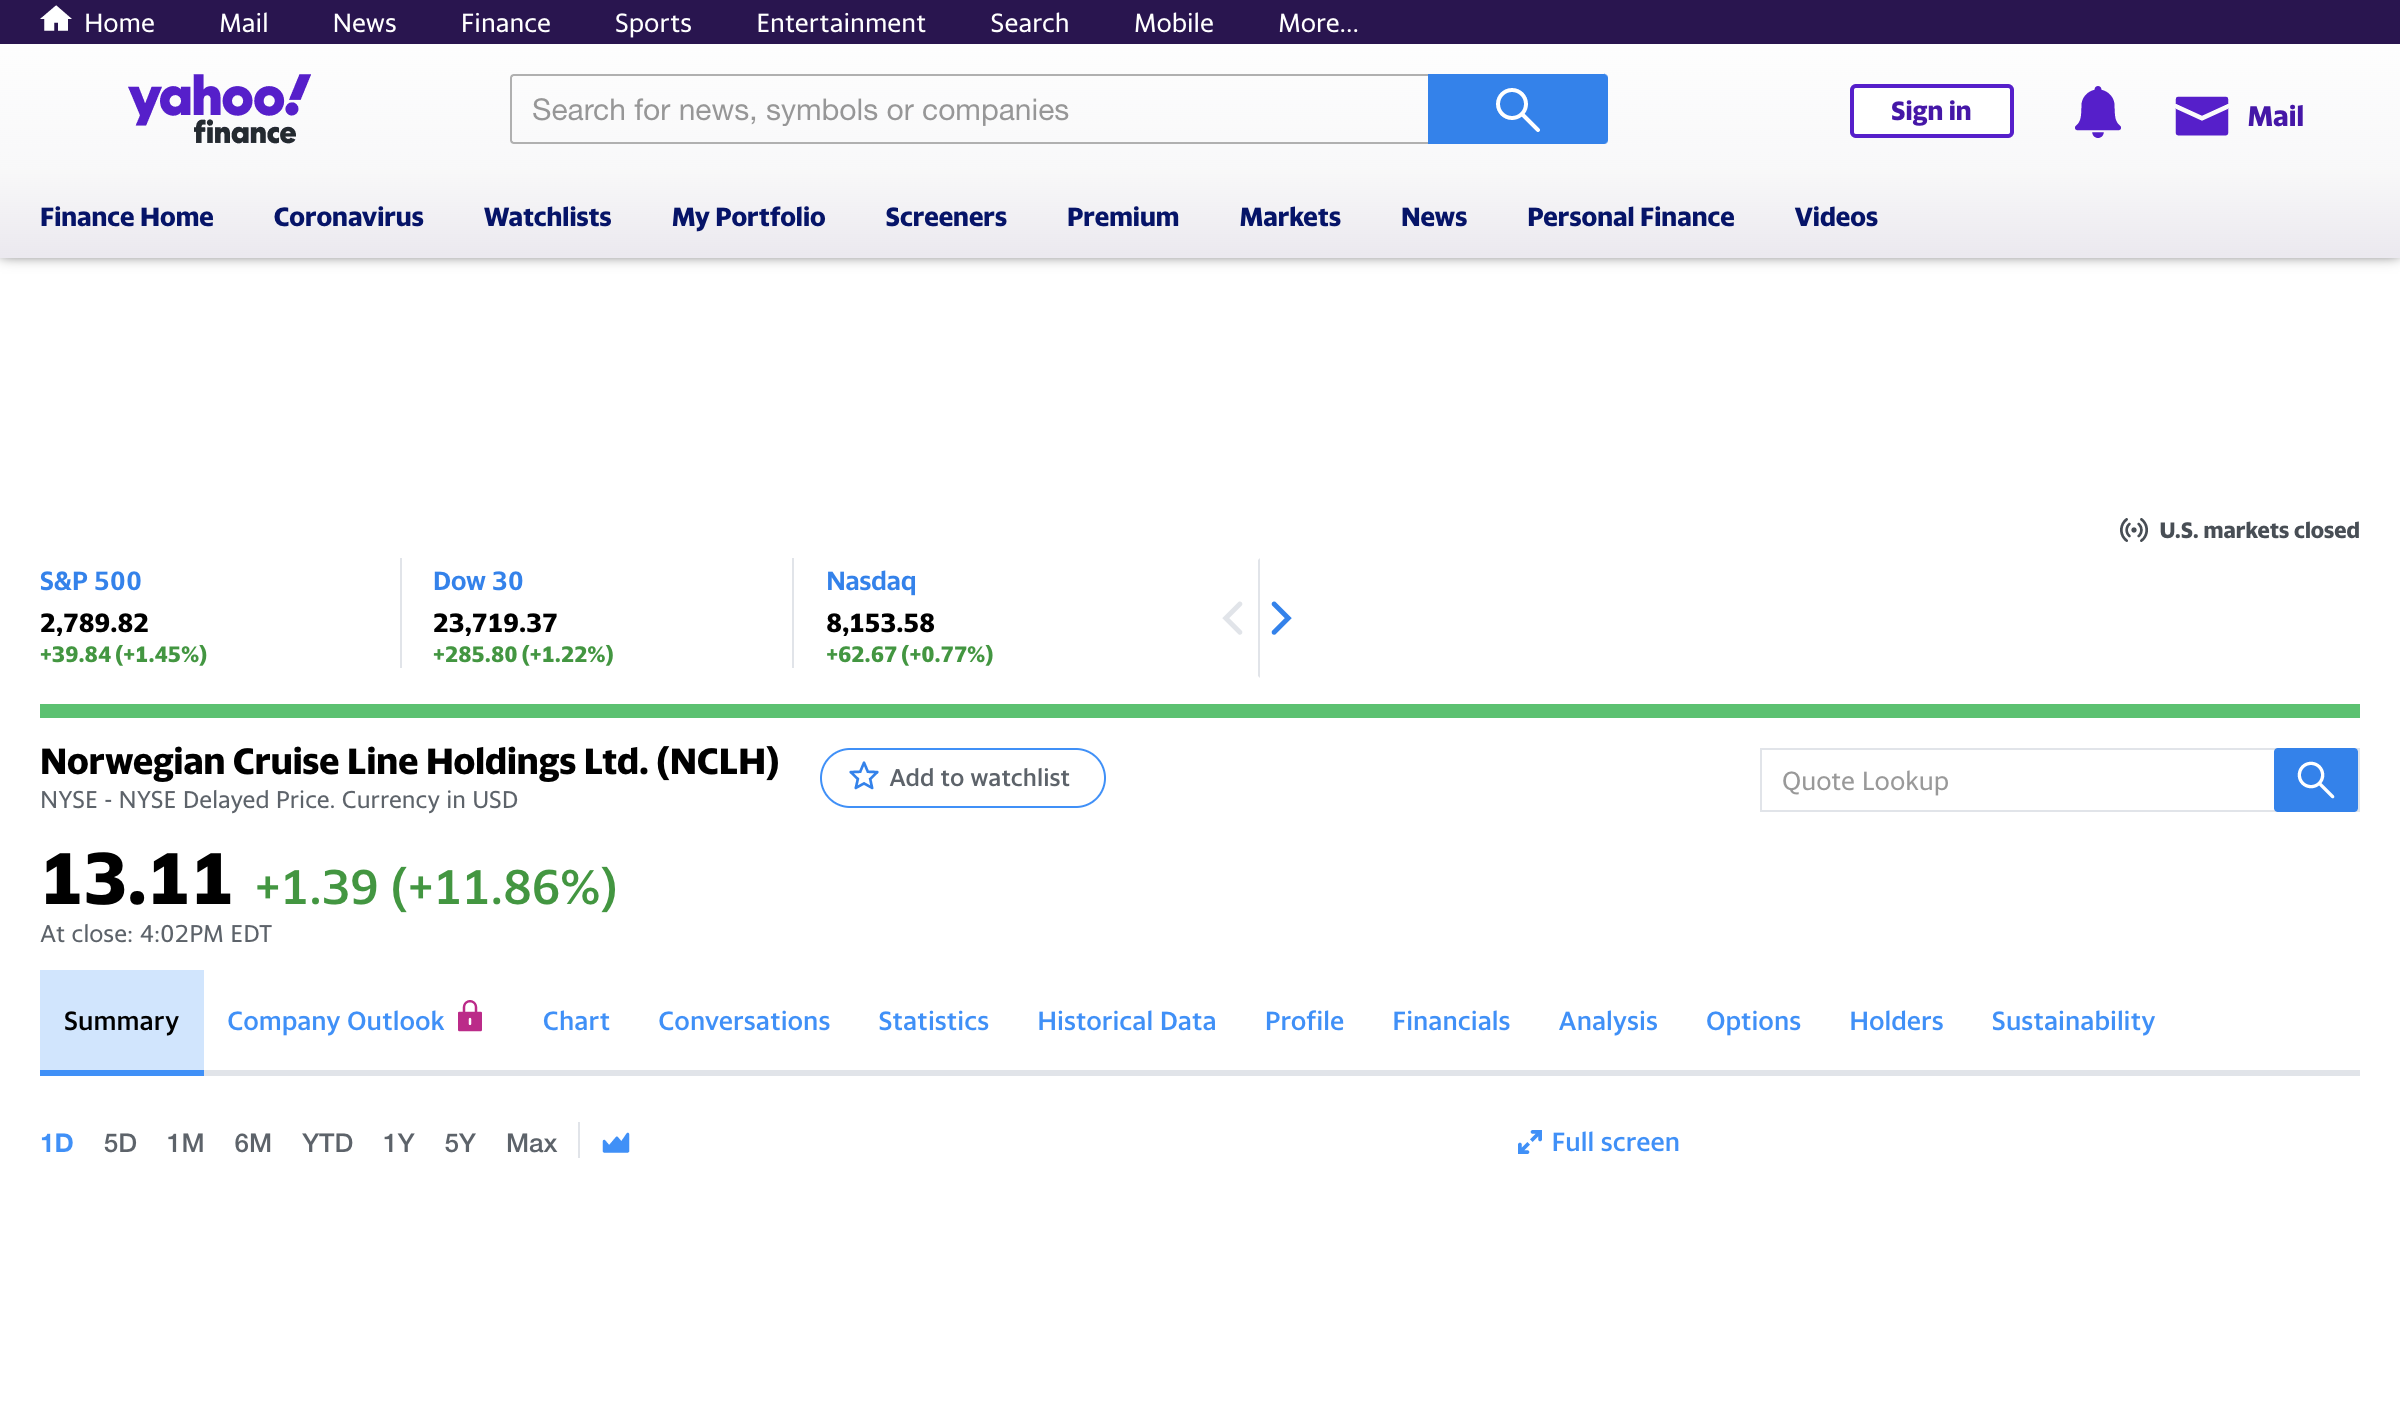 Home Mail News Finance Sports Entertainment Search Mobile More...
yahoo!
finance
Search for news, symbols or companies
Sign in
Mail
Finance Home Coronavirus Watchlists My Portfolio Screeners Premium Markets News Personal Finance Videos
U.S. markets closed
S&P 500
2,789.82
+39.84 (+1.45%)
Dow 30
23,719.37
+285.80 (+1.22%)
Nasdaq
8,153.58
+62.67 (+0.77%)
Norwegian Cruise Line Holdings Ltd. (NCLH)
NYSE - NYSE Delayed Price. Currency in USD
Add to watchlist
Quote Lookup
13.11 +1.39 (+11.86%)
At close: 4:02PM EDT
Summary Company Outlook Chart Conversations Statistics Historical Data Profile Financials Analysis Options Holders Sustainability
1D 5D 1M 6M YTD 1Y 5Y Max
Full screen